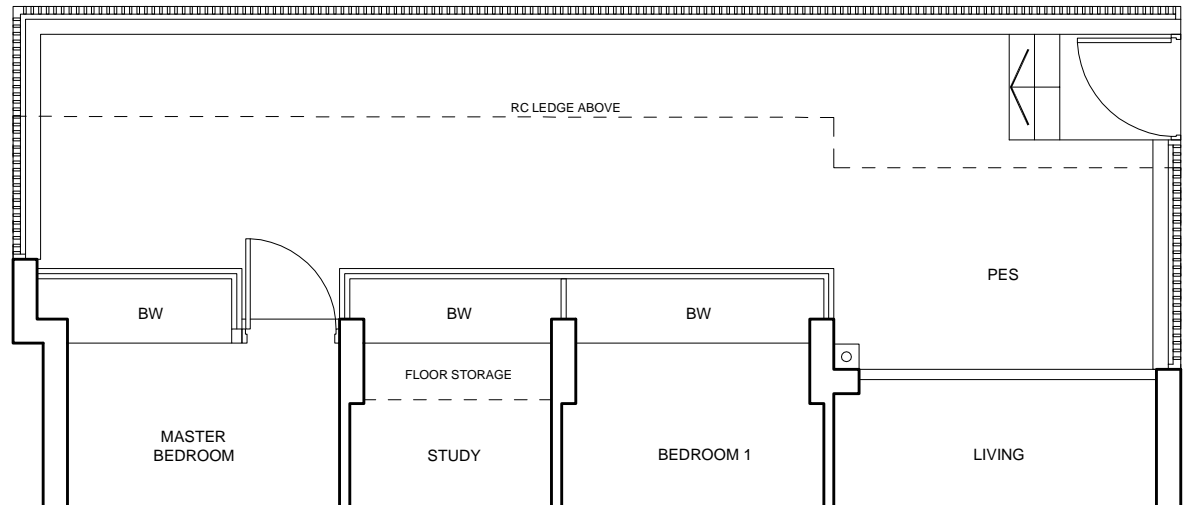 RC LEDGE ABOVE
PES
BW
BW
BW
FLOOR STORAGE
MASTER
BEDROOM
STUDY
BEDROOM 1
LIVING